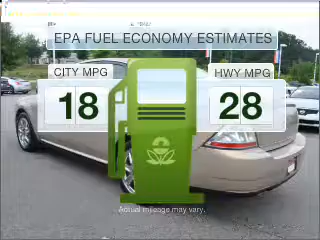 EPA FUEL ECONOMY ESTIMATES
CITY MPG
HWY MPG
18
28
Actual mileage may vary.